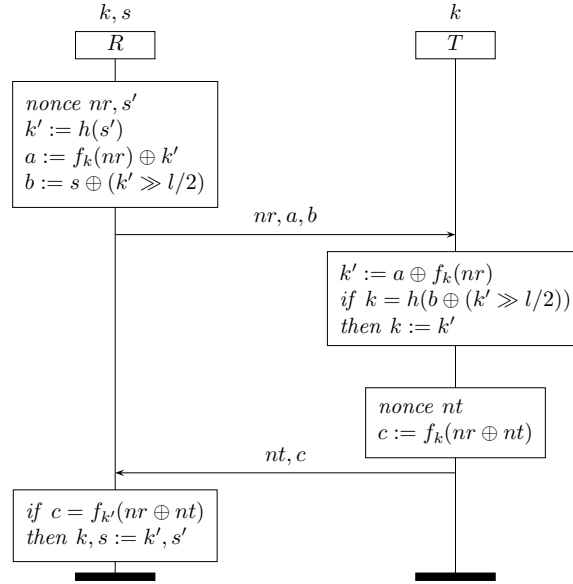 k, s
k
R
T
nonce nr, s′
k′ := h(s′)
a := f_k(nr) ⊕ k′
b := s ⊕ (k′ ≫ l/2)
nr, a, b
k′ := a ⊕ f_k(nr)
if k = h(b ⊕ (k′ ≫ l/2))
then k := k′
nonce nt
c := f_k(nr ⊕ nt)
nt, c
if c = f_k′(nr ⊕ nt)
then k, s := k′, s′